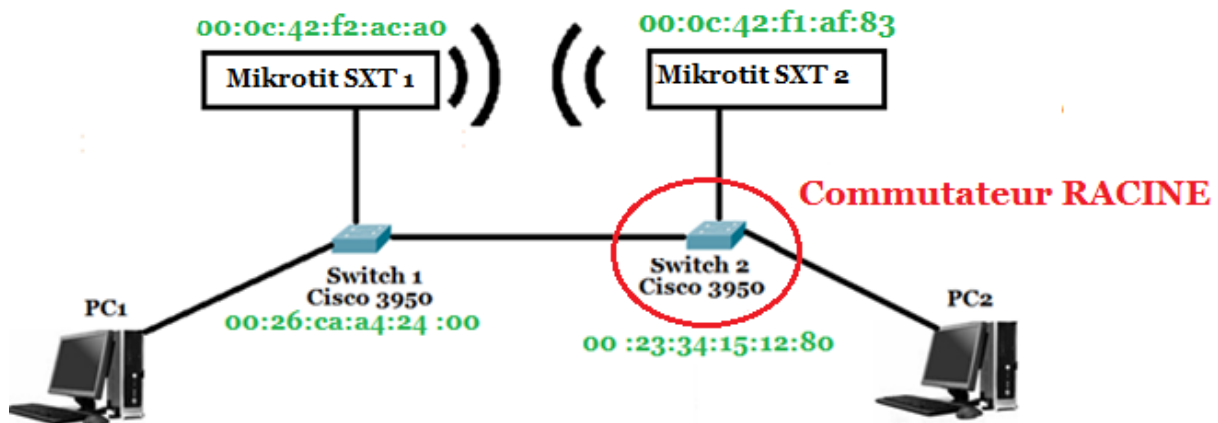 00:0c:42:f2:ac:a0
00:0c:42:f1:af:83
Mikrotit SXT 1
Mikrotit SXT 2
Commutateur RACINE
Switch 1
Cisco 3950
00:26:ca:a4:24 :00
Switch 2
Cisco 3950
00 :23:34:15:12:80
PC1
PC2